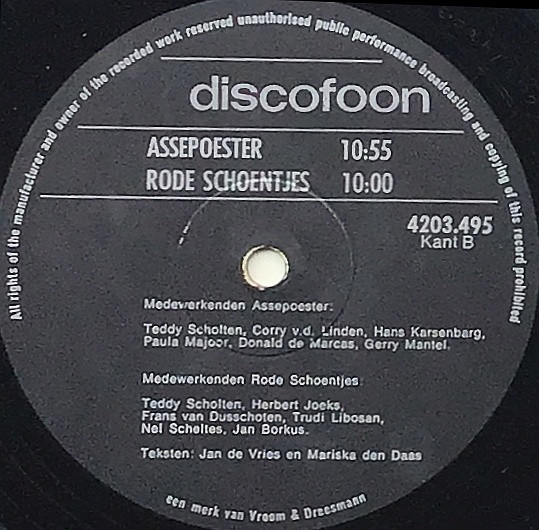 All rights of the manufacturer and owner of the recorded work reserved unauthorised public performance broadcasting and copying of this record prohibited
discofoon
ASSEPOESTER 10:55
RODE SCHOENTJES 10:00
4203.495
Kant B
Medewerkenden Assepoester:
Teddy Scholten, Corry v.d. Linden, Hans Karsenbarg,
Paula Majoor, Donald de Marcas, Gerry Mantel.
Medewerkenden Rode Schoentjes:
Teddy Scholten, Herbert Joeks,
Frans van Dusschoten, Trudi Libosan,
Nel Scheltes, Jan Borkus.
Teksten: Jan de Vries en Mariska den Daas
een merk van Vroom & Dreesmann